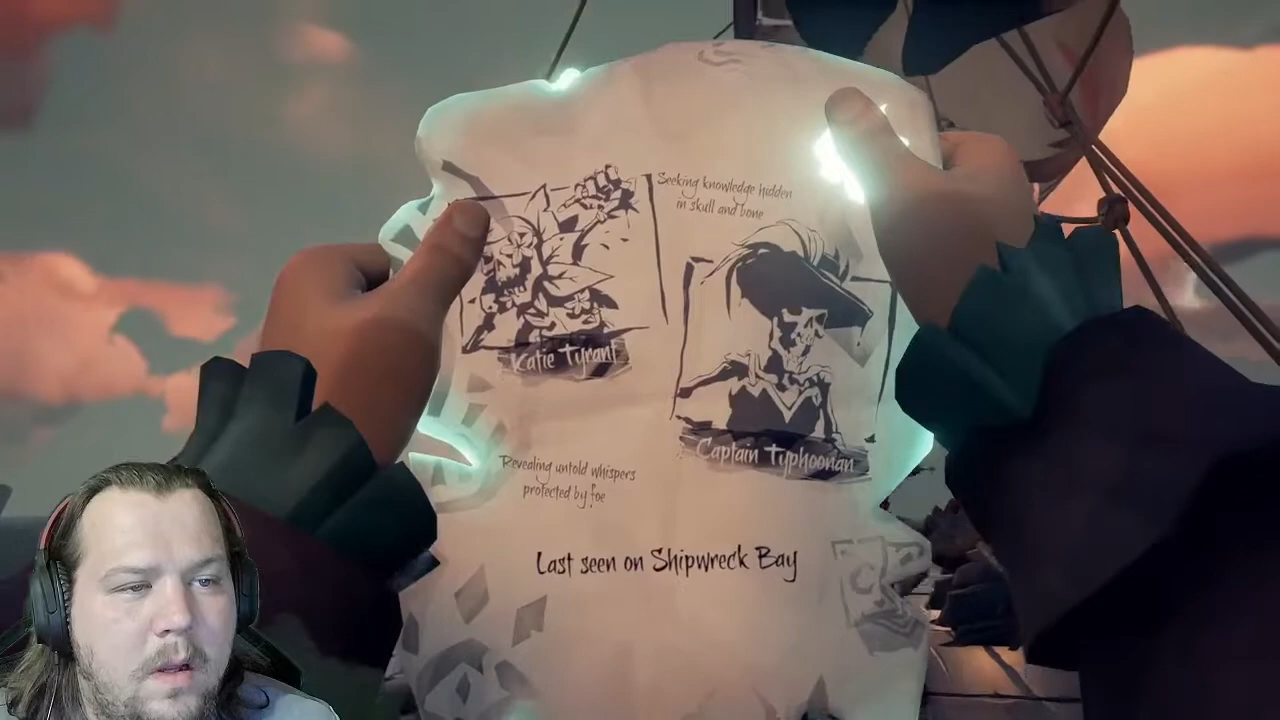 Seeking knowledge hidden
in skull and bone
Katie Tyrant
Captain Typhoonan
Revealing untold whispers
protected by foe
Last seen on Shipwreck Bay